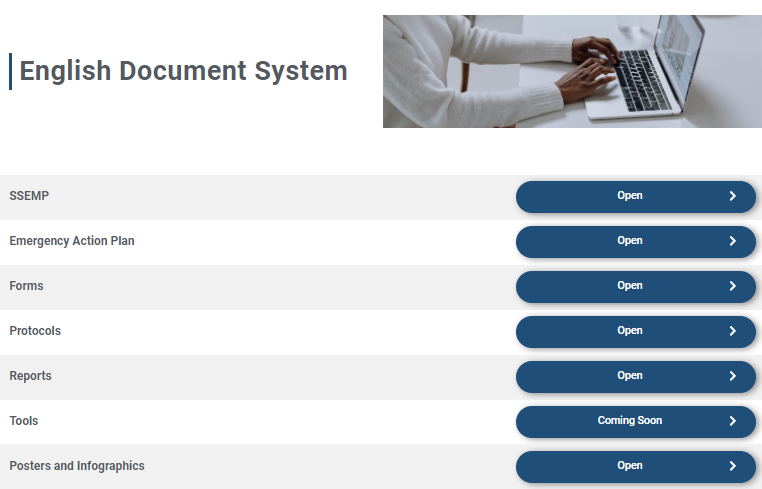 English Document System
SSEMP Open
Emergency Action Plan Open
Forms Open
Protocols Open
Reports Open
Tools Coming Soon
Posters and Infographics Open